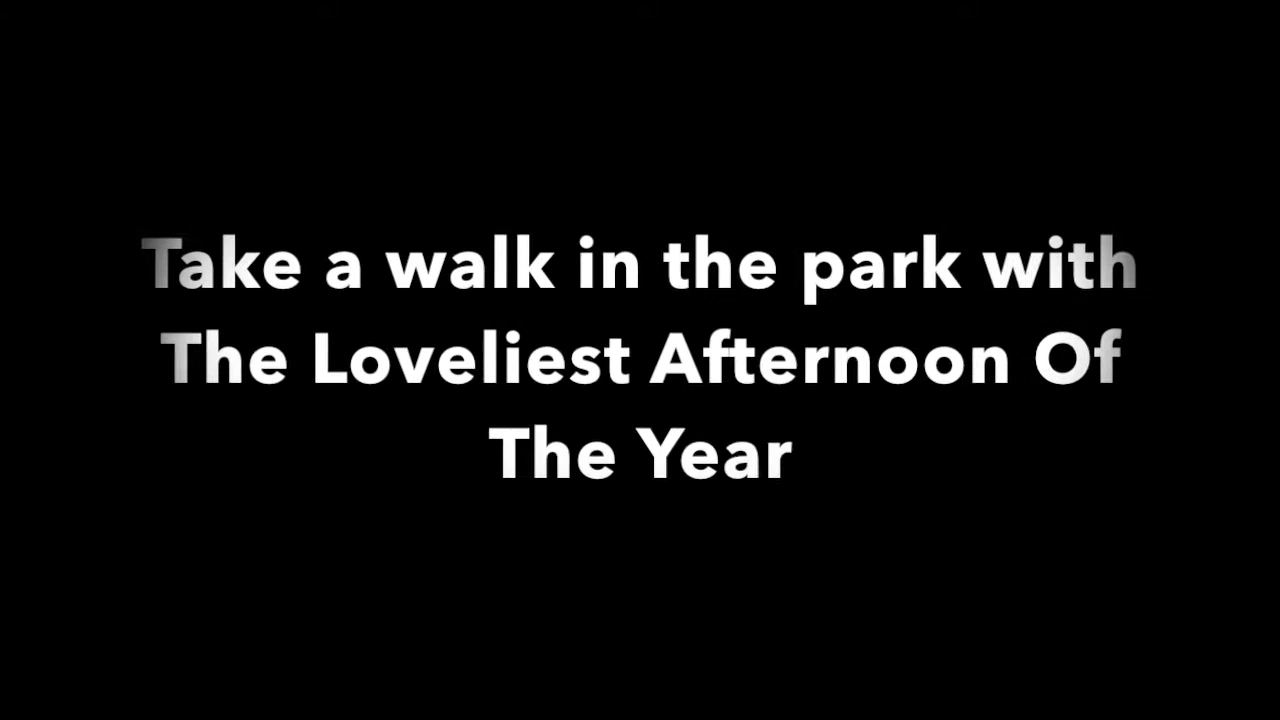 Take a walk in the park with
The Loveliest Afternoon Of
The Year